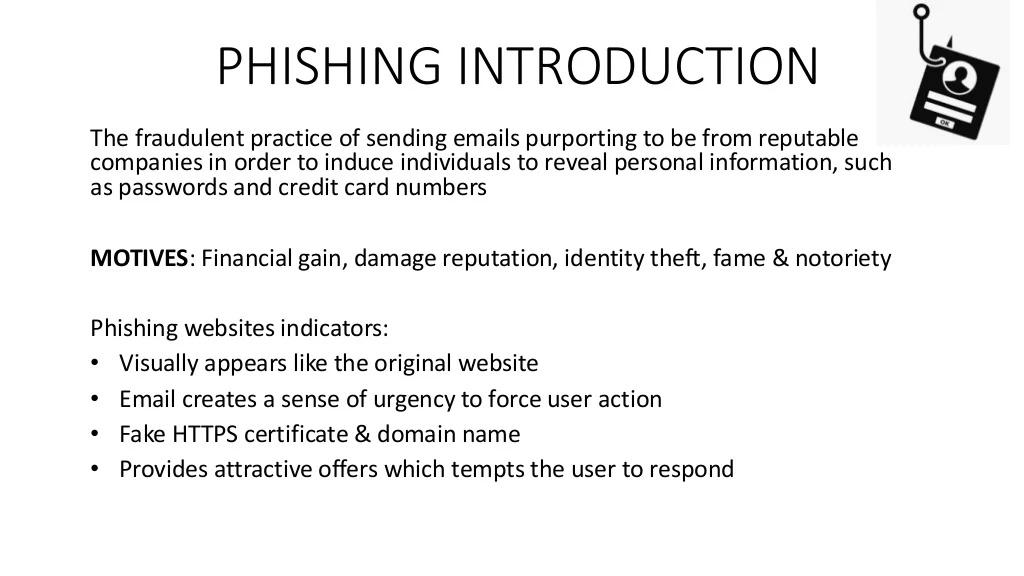 PHISHING INTRODUCTION
The fraudulent practice of sending emails purporting to be from reputable
companies in order to induce individuals to reveal personal information, such
as passwords and credit card numbers
MOTIVES: Financial gain, damage reputation, identity theft, fame & notoriety
Phishing websites indicators:
• Visually appears like the original website
• Email creates a sense of urgency to force user action
• Fake HTTPS certificate & domain name
• Provides attractive offers which tempts the user to respond
OK